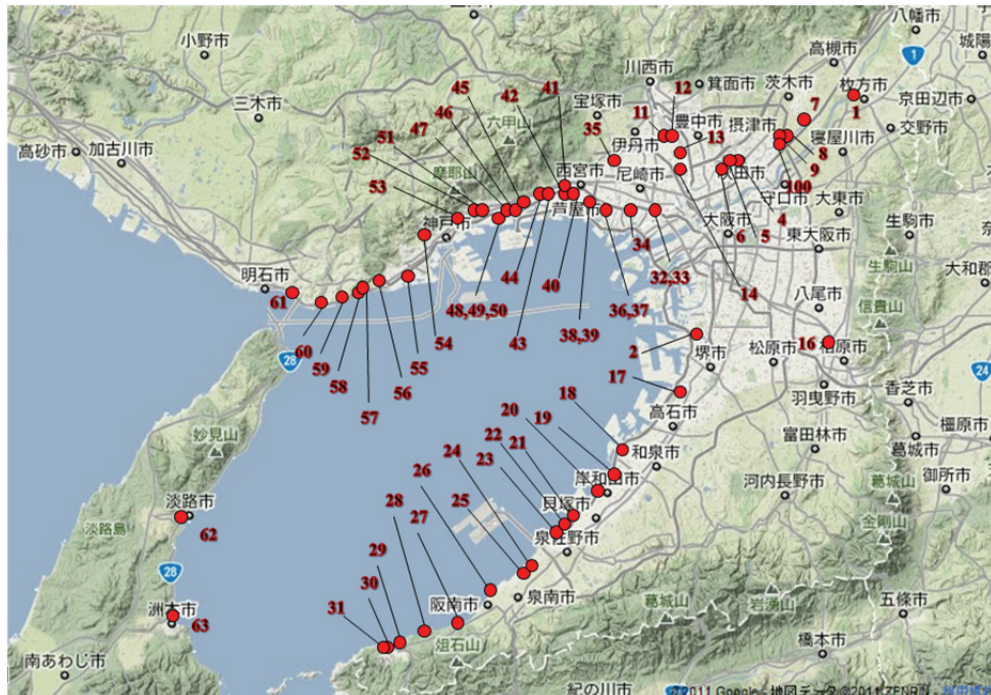 八幡市
小野市
高槻市
1
城陽
川西市
箕面市
茨木市
枚方市
京田辺市
45
42
41
12
7
1
三木市
46
六甲山
宝塚市
11
豊中市
摂津市
交野市
51
47
35
伊丹市
13
寝屋川市
8
高砂市
加古川市
52
摩耶山
西宮市
尼崎市
吹田市
9
53
芦屋市
守口市
100
大東市
神戸市
34
大阪市
4
生駒市
6
5
東大阪市
明石市
44
40
32,33
生駒山
大和郡
61
48,49,50
36,37
14
信貴山
54
43
38,39
八尾市
60
59
55
2
堺市
松原市
16
柏原市
28
58
56
17
24
57
18
羽曳野市
香芝市
高石市
20
19
妙見山
22
21
和泉市
富田林市
葛城市
橿原市
24
23
岸和田市
26
河内長野市
葛城山
御所市
28
25
貝塚市
淡路市
27
金剛山
淡路島
62
泉佐野市
29
28
30
阪南市
泉南市
31
葛城山
岩湧山
五條市
洲本市
63
俎石山
橋本市
南あわじ市
紀の川市
©2011 Google - 地図データ ©2011 ZENRIN -